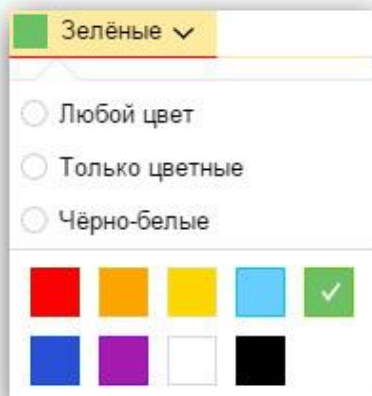 Зелёные
Любой цвет
Только цветные
Чёрно-белые